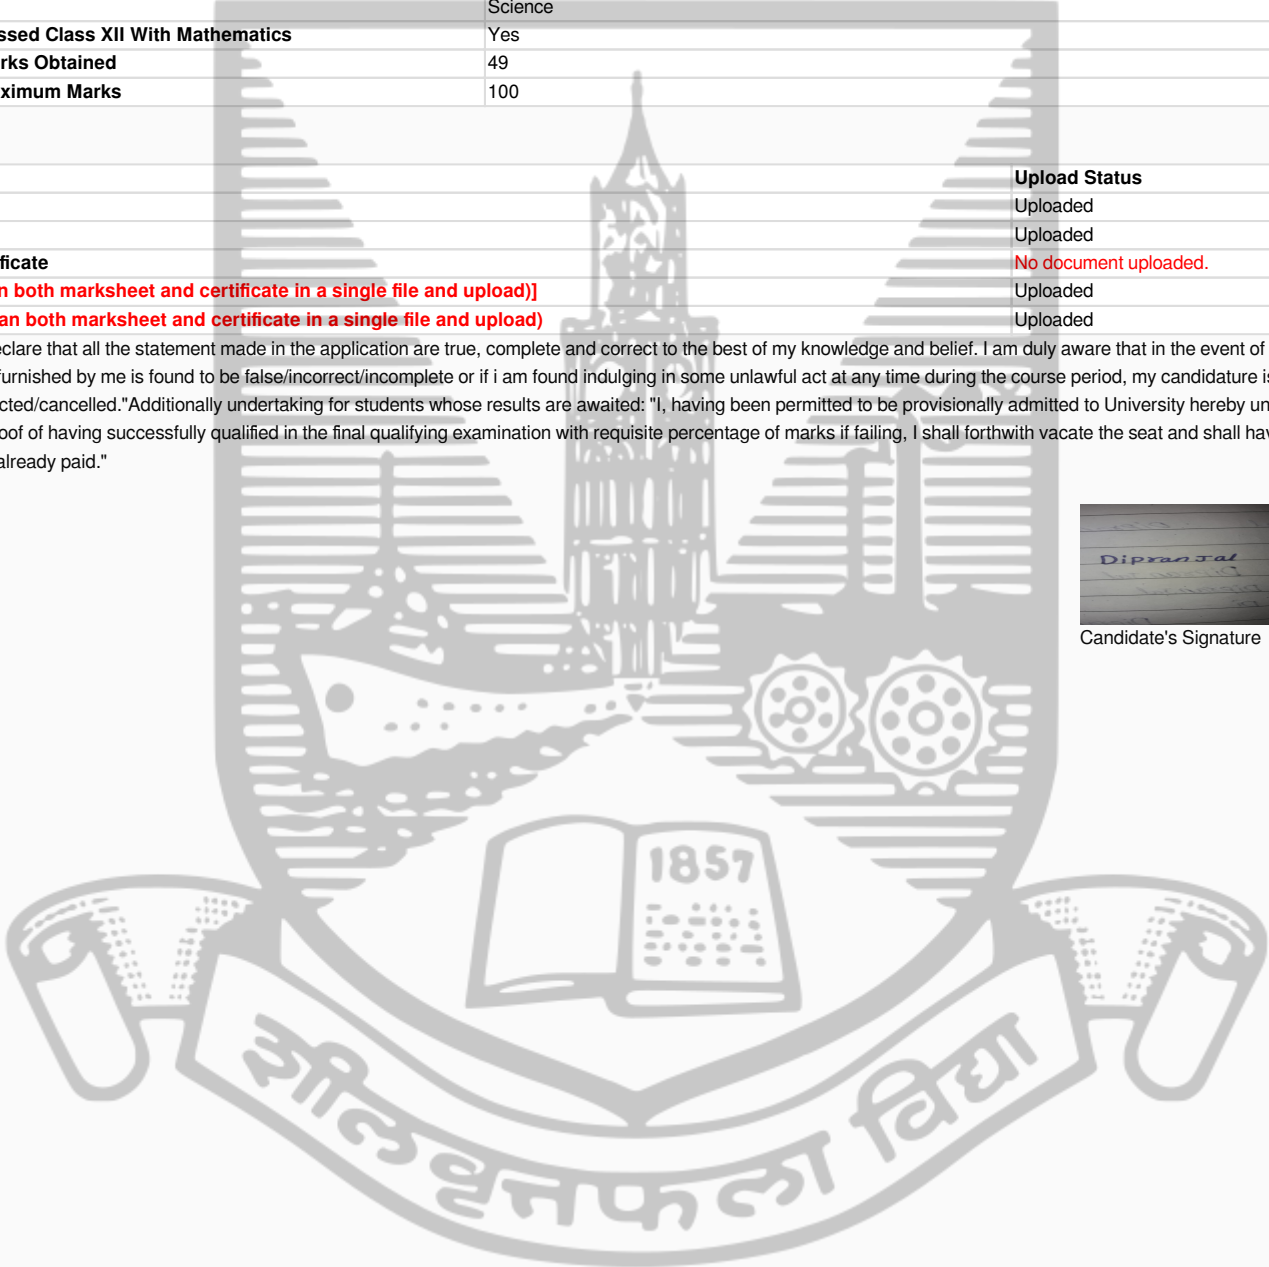 Science
ssed Class XII With Mathematics Yes
rks Obtained 49
ximum Marks 100
Upload Status
Uploaded
Uploaded
ficate No document uploaded.
n both marksheet and certificate in a single file and upload)] Uploaded
an both marksheet and certificate in a single file and upload) Uploaded
eclare that all the statement made in the application are true, complete and correct to the best of my knowledge and belief. I am duly aware that in the event of
furnished by me is found to be false/incorrect/incomplete or if i am found indulging in some unlawful act at any time during the course period, my candidature is
cted/cancelled."Additionally undertaking for students whose results are awaited: "I, having been permitted to be provisionally admitted to University hereby un
oof of having successfully qualified in the final qualifying examination with requisite percentage of marks if failing, I shall forthwith vacate the seat and shall hav
already paid."
Dipranjal
Candidate's Signature
1857
शीलवृत्तफला विद्या